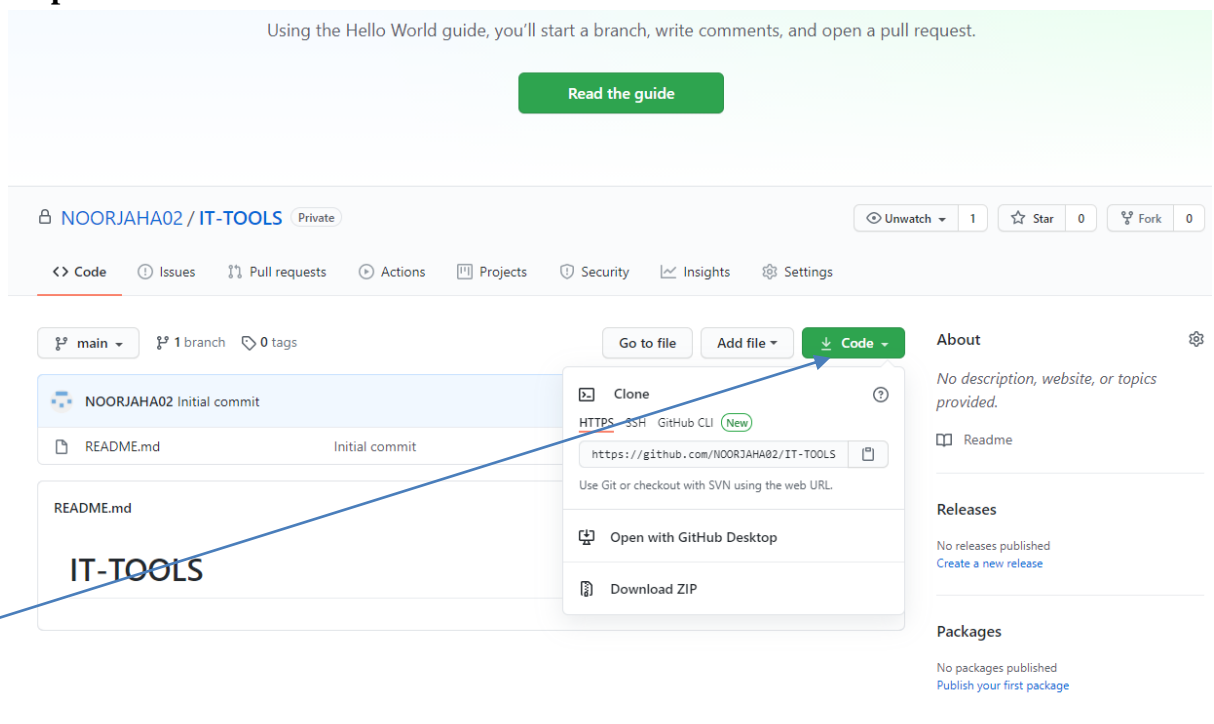 Using the Hello World guide, you'll start a branch, write comments, and open a pull request.
Read the guide
NOORJAHA02 / IT-TOOLS Private
Unwatch 1 Star 0 Fork 0
Code Issues Pull requests Actions Projects Security Insights Settings
main 1 branch 0 tags Go to file Add file Code
NOORJAHA02 Initial commit
README.md Initial commit
README.md
IT-TOOLS
Clone
HTTPS SSH GitHub CLI New
https://github.com/NOORJAHA02/IT-TOOLS
Use Git or checkout with SVN using the web URL.
Open with GitHub Desktop
Download ZIP
About
No description, website, or topics
provided.
Readme
Releases
No releases published
Create a new release
Packages
No packages published
Publish your first package